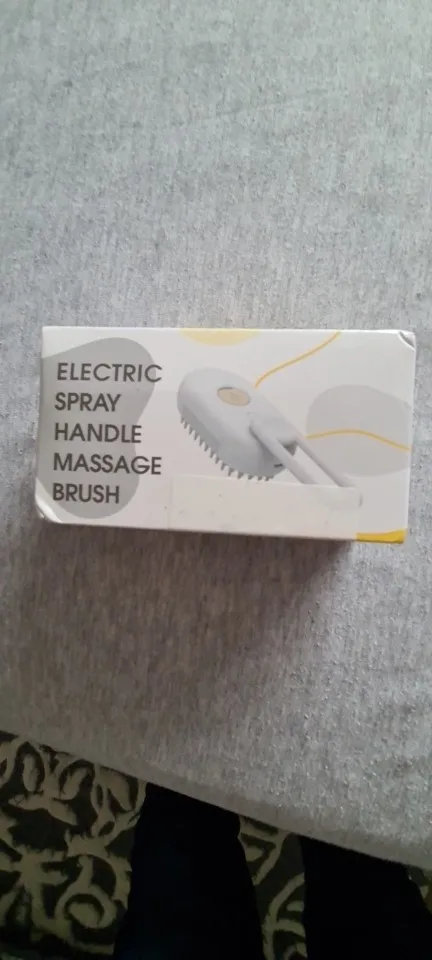 ELECTRIC
SPRAY
HANDLE
MASSAGE
BRUSH